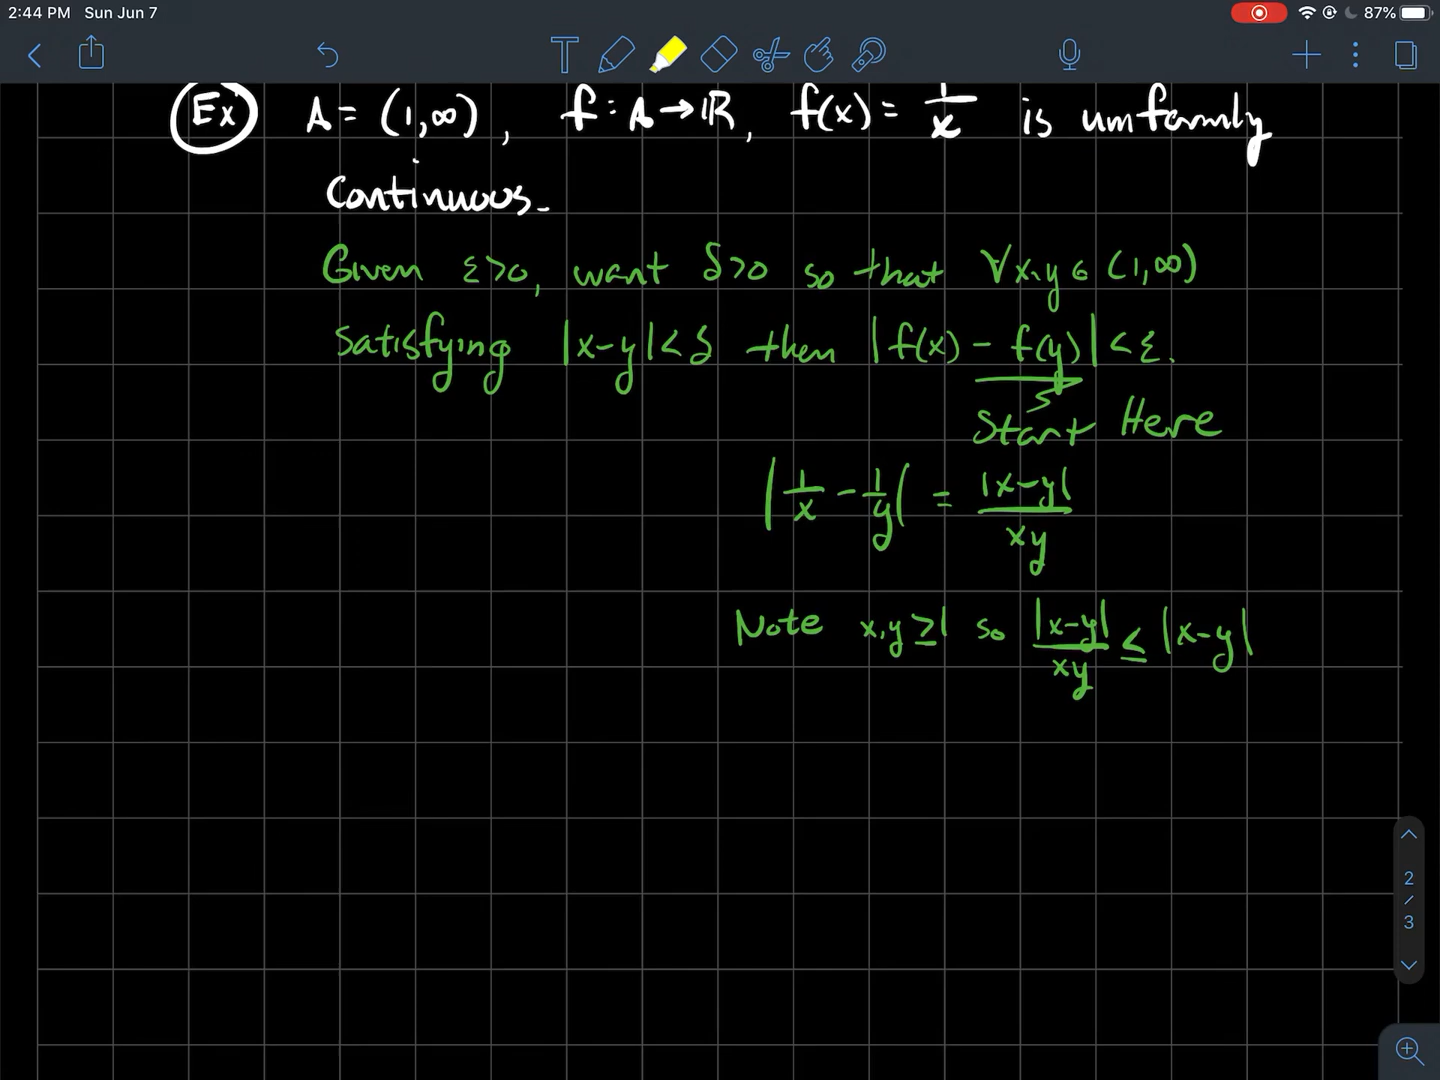 2:44 PM Sun Jun 7 87%
Ex A = (1,∞), f : A → ℝ, f(x) = 1/x is uniformly
continuous.
Given ε>0, want δ>0 so that ∀x,y ∈ (1,∞)
satisfying |x-y|<δ then |f(x) - f(y)| < ε.
Start Here
|1/x - 1/y| = |x-y|/xy
Note x,y ≥ 1 so |x-y|/xy ≤ |x-y|
2
/
3